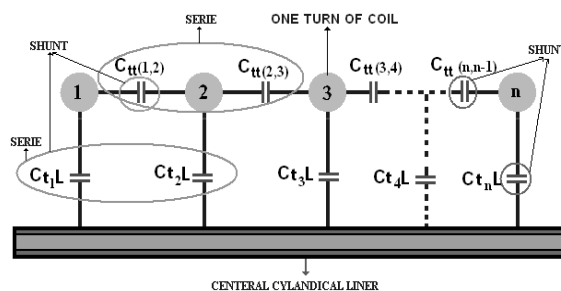 SERIE
ONE TURN OF COIL
SHUNT
SHUNT
Ctt(1,2)
Ctt(2,3)
Ctt(3,4)
Ctt (n,n-1)
1
2
3
n
SERIE
Ct1L
Ct2L
Ct3L
Ct4L
CtnL
CENTERAL CYLANDICAL LINER